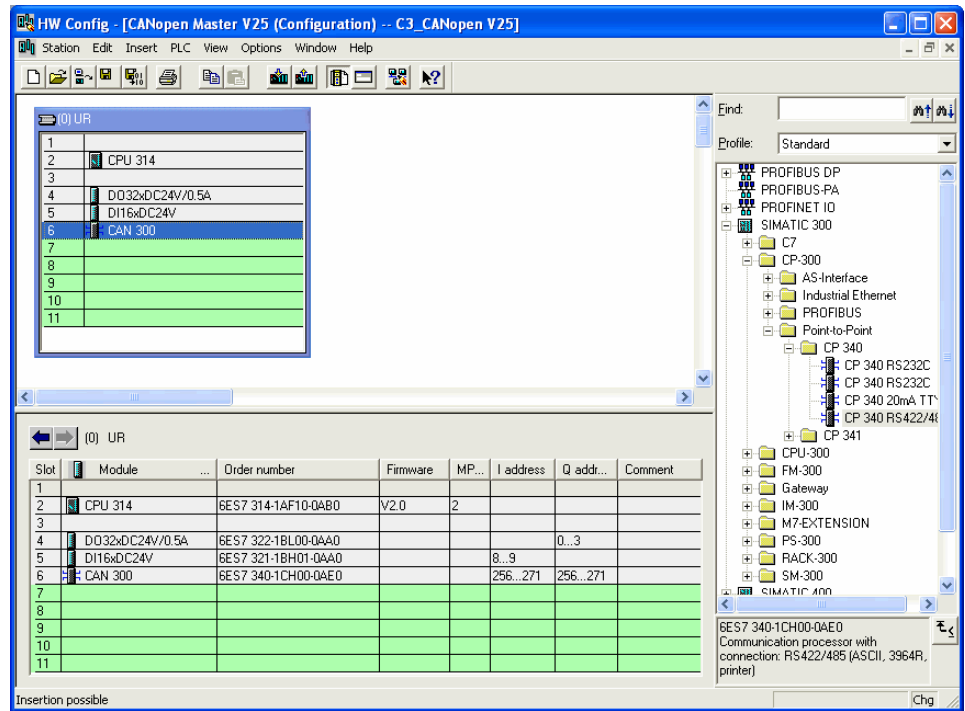 HW Config - [CANopen Master V25 (Configuration) -- C3_CANopen V25]
Station Edit Insert PLC View Options Window Help
(0) UR
1
2 CPU 314
3
4 DO32xDC24V/0.5A
5 DI16xDC24V
6 CAN 300
7
8
9
10
11
(0) UR
Slot Module ... Order number Firmware MP... I address Q addr... Comment
1
2 CPU 314 6ES7 314-1AF10-0AB0 V2.0 2
3
4 DO32xDC24V/0.5A 6ES7 322-1BL00-0AA0 0...3
5 DI16xDC24V 6ES7 321-1BH01-0AA0 8...9
6 CAN 300 6ES7 340-1CH00-0AE0 256...271 256...271
7
8
9
10
11
Find:
Profile: Standard
PROFIBUS DP
PROFIBUS-PA
PROFINET IO
SIMATIC 300
C7
CP-300
AS-Interface
Industrial Ethernet
PROFIBUS
Point-to-Point
CP 340
CP 340 RS232C
CP 340 RS232C
CP 340 20mA TTY
CP 340 RS422/48
CP 341
CPU-300
FM-300
Gateway
IM-300
M7-EXTENSION
PS-300
RACK-300
SM-300
SIMATIC 400
6ES7 340-1CH00-0AE0
Communication processor with
connection: RS422/485 (ASCII, 3964R,
printer)
Insertion possible
Chg